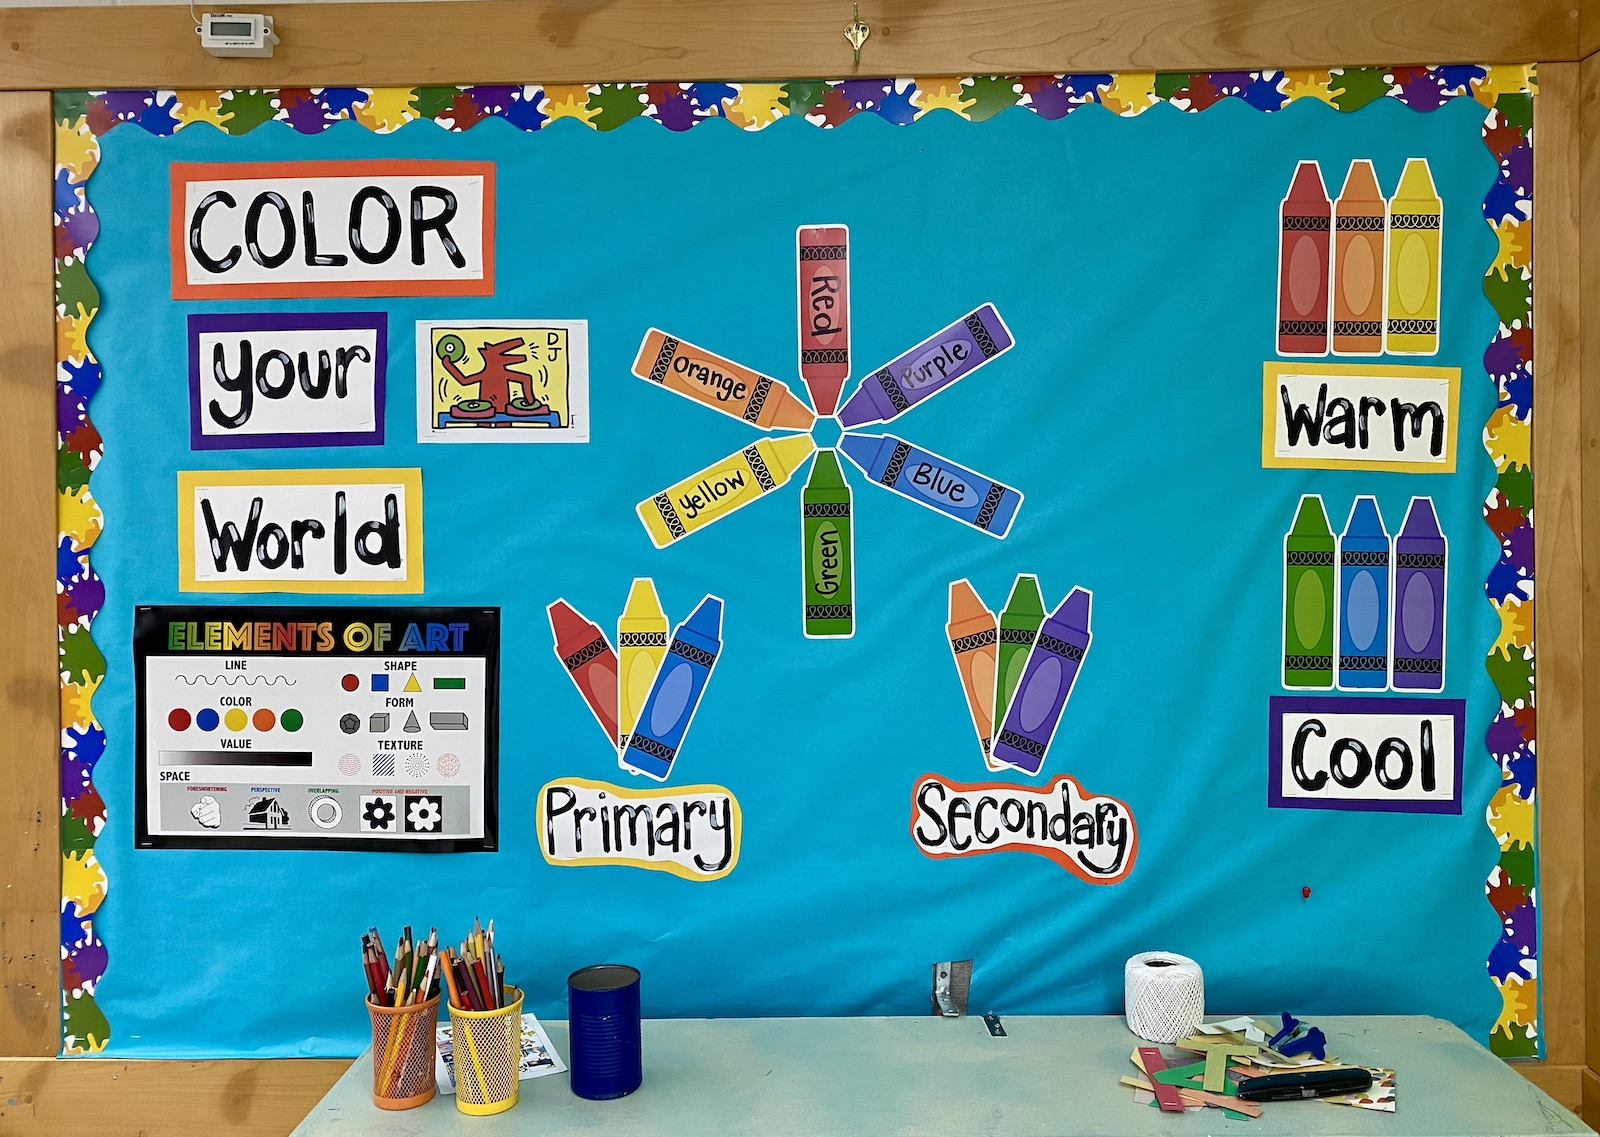 COLOR
your
World
DJ
ELEMENTS OF ART
LINE
SHAPE
COLOR
FORM
VALUE
TEXTURE
SPACE
FORESHORTENING
PERSPECTIVE
OVERLAPPING
POSITIVE AND NEGATIVE
Red
Orange
Purple
Yellow
Blue
Green
Primary
Secondary
Warm
Cool